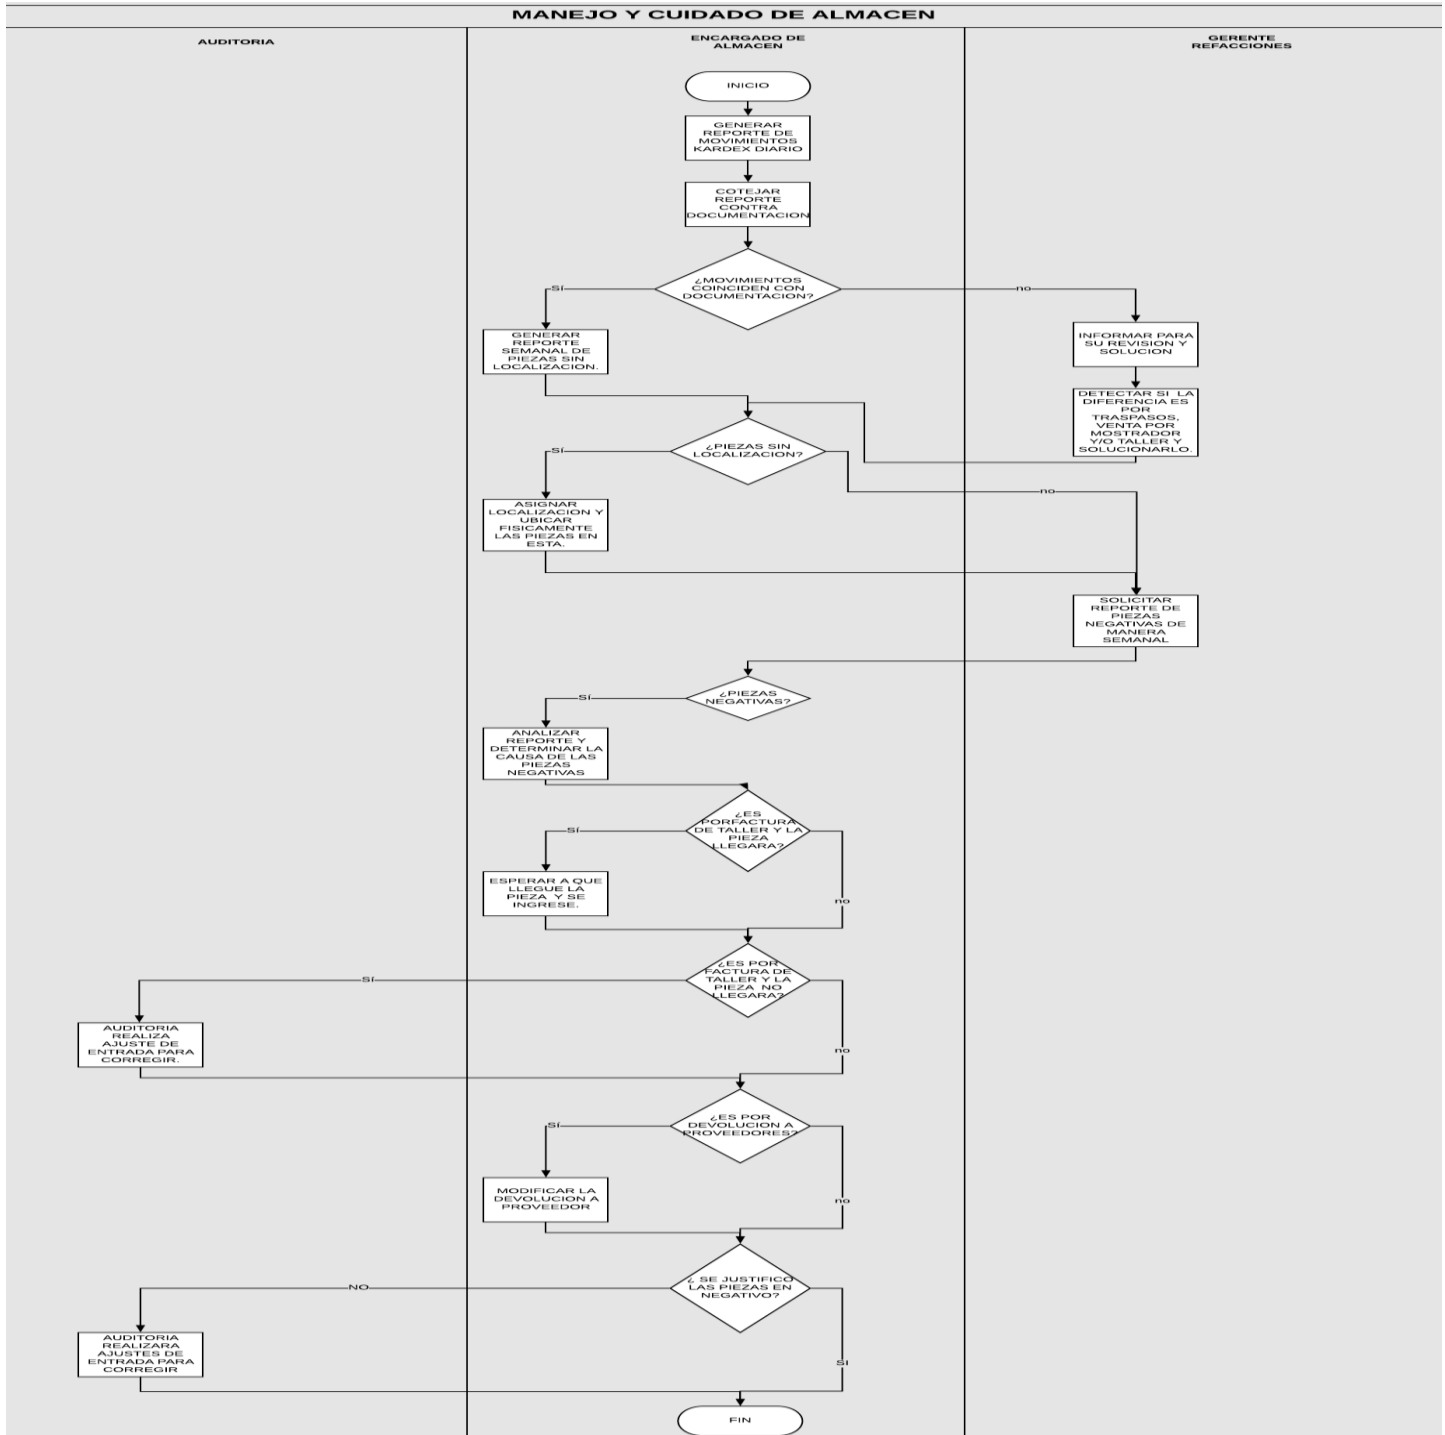 MANEJO Y CUIDADO DE ALMACEN
AUDITORIA
ENCARGADO DE
ALMACEN
GERENTE
REFACCIONES
INICIO
GENERAR
REPORTE DE
MOVIMIENTOS
KARDEX DIARIO
COTEJAR
REPORTE
CONTRA
DOCUMENTACION
¿MOVIMIENTOS
COINCIDEN CON
DOCUMENTACION?
Sí
no
GENERAR
REPORTE
SEMANAL DE
PIEZAS SIN
LOCALIZACION.
INFORMAR PARA
SU REVISION Y
SOLUCION
DETECTAR SI LA
DIFERENCIA ES
POR
TRASPASOS,
VENTA POR
MOSTRADOR
Y/O TALLER Y
SOLUCIONARLO.
¿PIEZAS SIN
LOCALIZACION?
Sí
no
ASIGNAR
LOCALIZACION Y
UBICAR
FISICAMENTE
LAS PIEZAS EN
ESTA.
SOLICITAR
REPORTE DE
PIEZAS
NEGATIVAS DE
MANERA
SEMANAL
¿PIEZAS
NEGATIVAS?
Sí
ANALIZAR
REPORTE Y
DETERMINAR LA
CAUSA DE LAS
PIEZAS
NEGATIVAS
¿ES
PORFACTURA
DE TALLER Y LA
PIEZA
LLEGARA?
Sí
no
ESPERAR A QUE
LLEGUE LA
PIEZA Y SE
INGRESE.
¿ES POR
FACTURA DE
TALLER Y LA
PIEZA NO
LLEGARA?
Sí
no
AUDITORIA
REALIZA
AJUSTE DE
ENTRADA PARA
CORREGIR.
¿ES POR
DEVOLUCION A
PROVEEDORES?
Sí
no
MODIFICAR LA
DEVOLUCION A
PROVEEDOR
¿ SE JUSTIFICO
LAS PIEZAS EN
NEGATIVO?
NO
Sí
AUDITORIA
REALIZARA
AJUSTES DE
ENTRADA PARA
CORREGIR
FIN